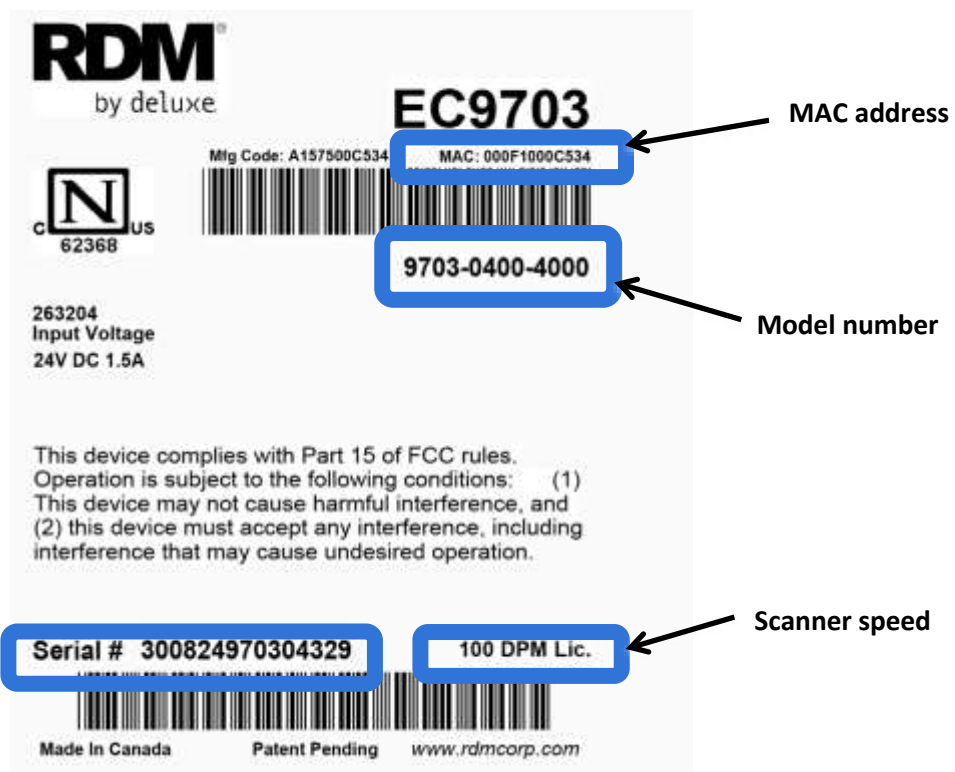 RDM®
by deluxe
EC9703
MAC address
Mfg Code: A157500C534
MAC: 000F1000C534
N
C US
62368
9703-0400-4000
Model number
263204
Input Voltage
24V DC 1.5A
This device complies with Part 15 of FCC rules.
Operation is subject to the following conditions: (1)
This device may not cause harmful interference, and
(2) this device must accept any interference, including
interference that may cause undesired operation.
Scanner speed
Serial # 300824970304329
100 DPM Lic.
Made In Canada
Patent Pending
www.rdmcorp.com